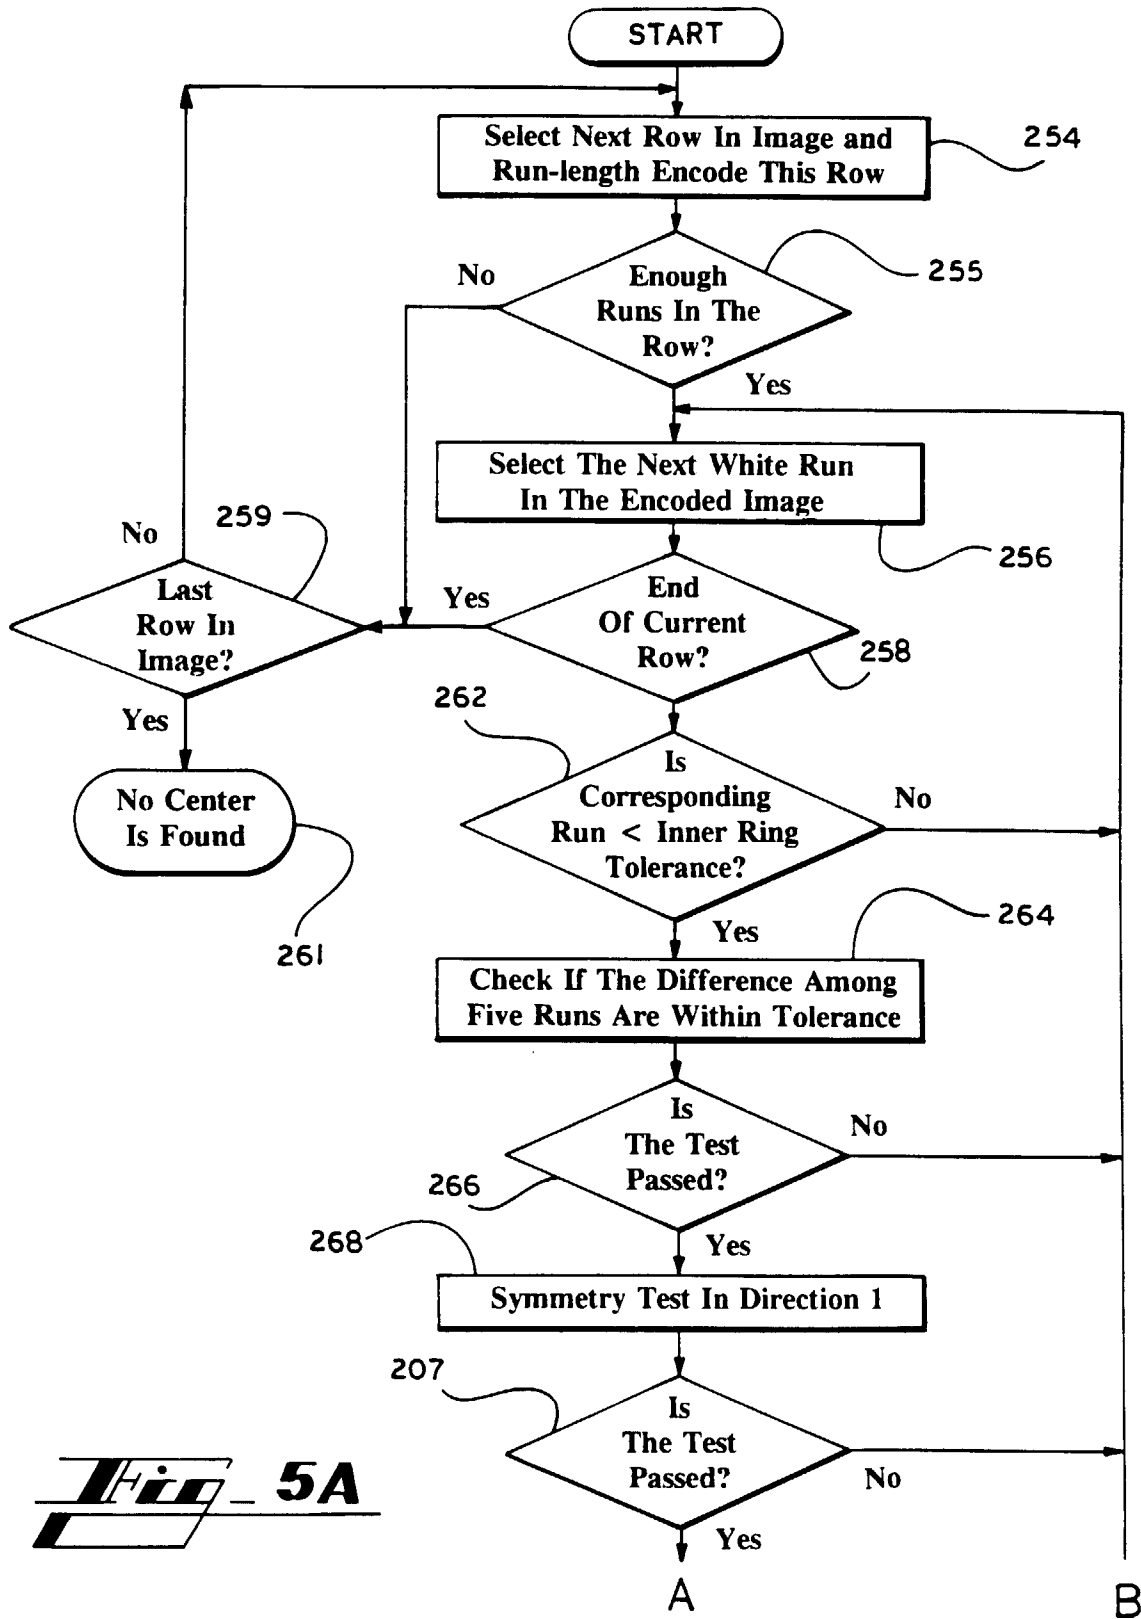 START
Select Next Row In Image and
Run-length Encode This Row
254
No
Enough
Runs In The
Row?
255
Yes
Select The Next White Run
In The Encoded Image
256
No
259
Last
Row In
Image?
Yes
End
Of Current
Row?
258
Yes
No Center
Is Found
261
262
Is
Corresponding
Run < Inner Ring
Tolerance?
No
Yes
264
Check If The Difference Among
Five Runs Are Within Tolerance
Is
The Test
Passed?
No
266
Yes
268
Symmetry Test In Direction 1
207
Is
The Test
Passed?
No
Yes
Fig_ 5A
A
B